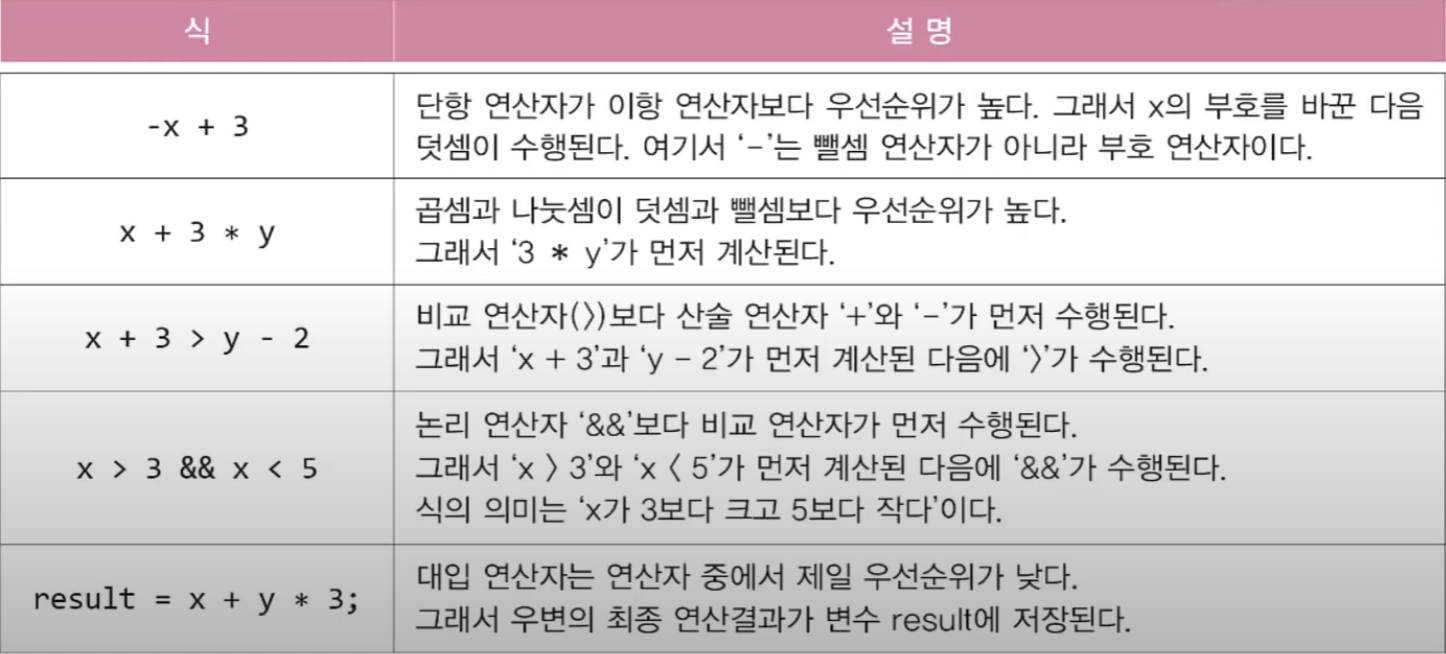 식 설 명
-x + 3
단항 연산자가 이항 연산자보다 우선순위가 높다. 그래서 x의 부호를 바꾼 다음
덧셈이 수행된다. 여기서 ‘-’는 뺄셈 연산자가 아니라 부호 연산자이다.
x + 3 * y
곱셈과 나눗셈이 덧셈과 뺄셈보다 우선순위가 높다.
그래서 ‘3 * y’가 먼저 계산된다.
x + 3 > y - 2
비교 연산자(>)보다 산술 연산자 ‘+’와 ‘-’가 먼저 수행된다.
그래서 ‘x + 3’과 ‘y - 2’가 먼저 계산된 다음에 ‘>’가 수행된다.
x > 3 && x < 5
논리 연산자 ‘&&’보다 비교 연산자가 먼저 수행된다.
그래서 ‘x > 3’와 ‘x < 5’가 먼저 계산된 다음에 ‘&&’가 수행된다.
식의 의미는 ‘x가 3보다 크고 5보다 작다’이다.
result = x + y * 3;
대입 연산자는 연산자 중에서 제일 우선순위가 낮다.
그래서 우변의 최종 연산결과가 변수 result에 저장된다.